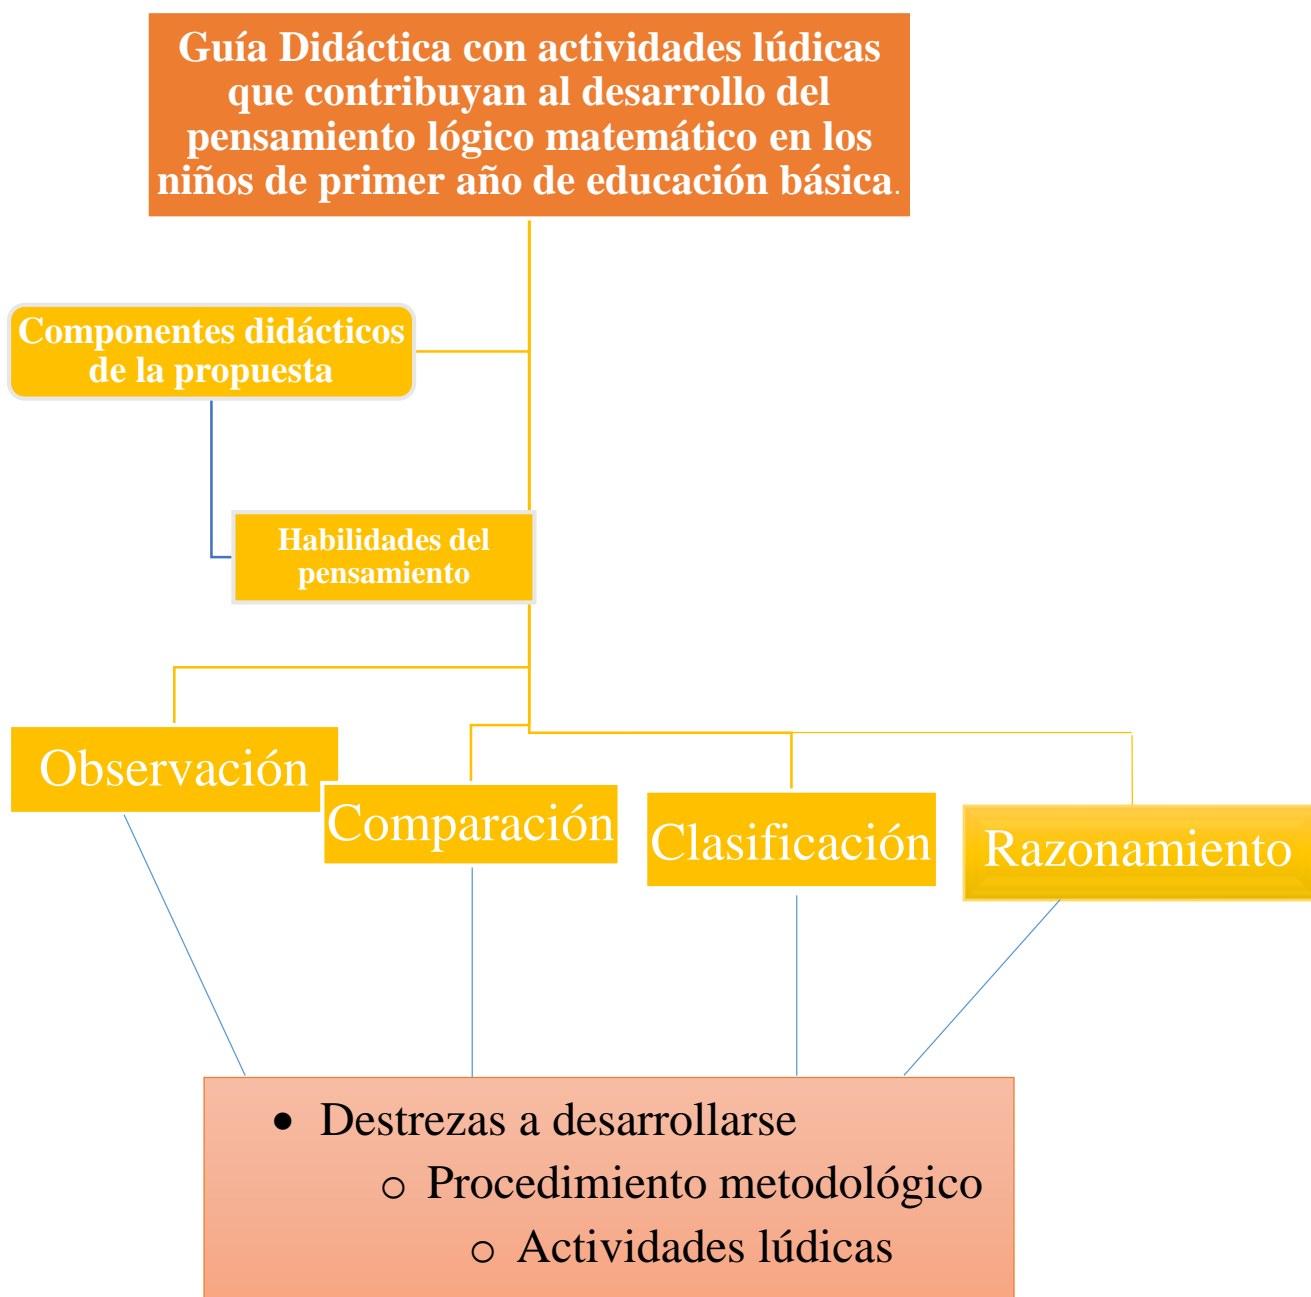 Guía Didáctica con actividades lúdicas
que contribuyan al desarrollo del
pensamiento lógico matemático en los
niños de primer año de educación básica.
Componentes didácticos
de la propuesta
Habilidades del
pensamiento
Observación
Comparación
Clasificación
Razonamiento
• Destrezas a desarrollarse
o Procedimiento metodológico
o Actividades lúdicas